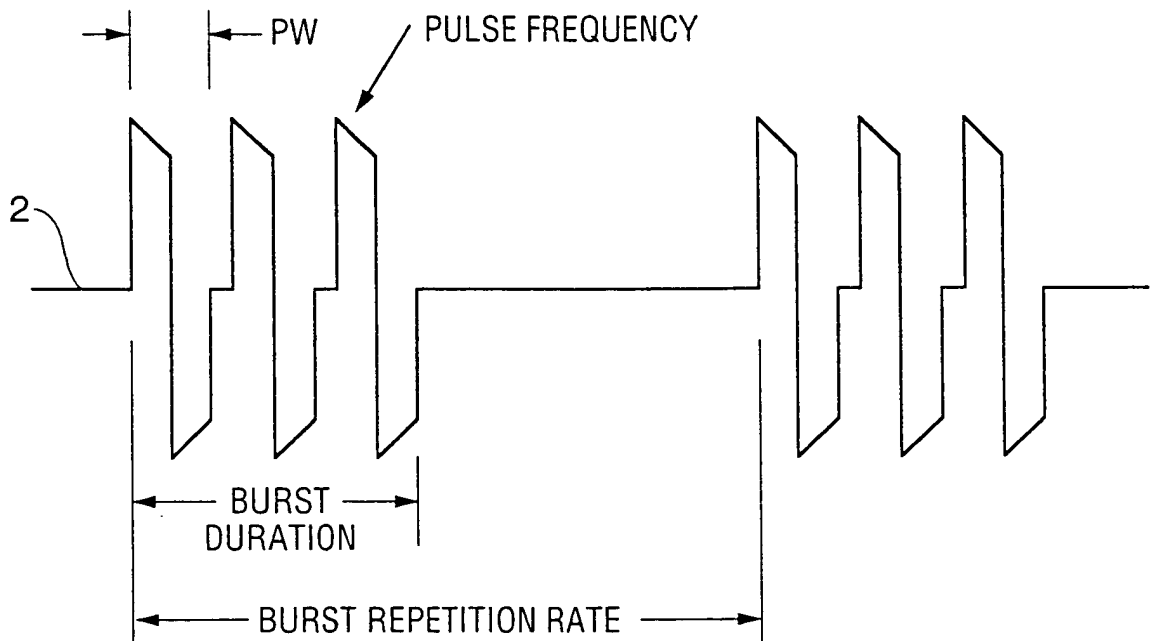 PW
PULSE FREQUENCY
2
BURST
DURATION
BURST REPETITION RATE